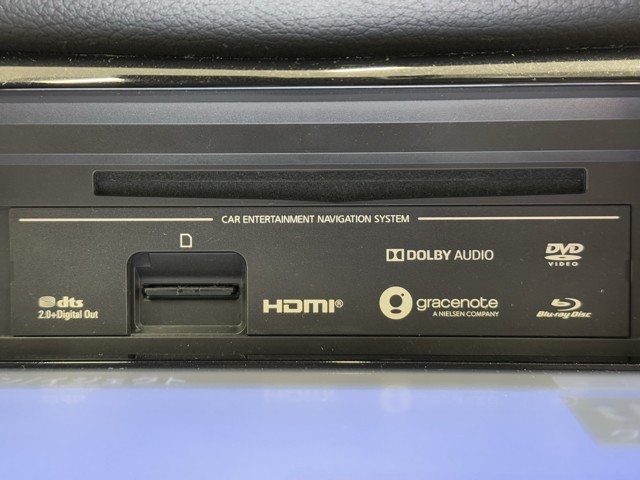 CAR ENTERTAINMENT NAVIGATION SYSTEM
DOLBY AUDIO
DVD
VIDEO
dts
2.0+Digital Out
HDMI®
gracenote
A NIELSEN COMPANY
Blu-ray Disc